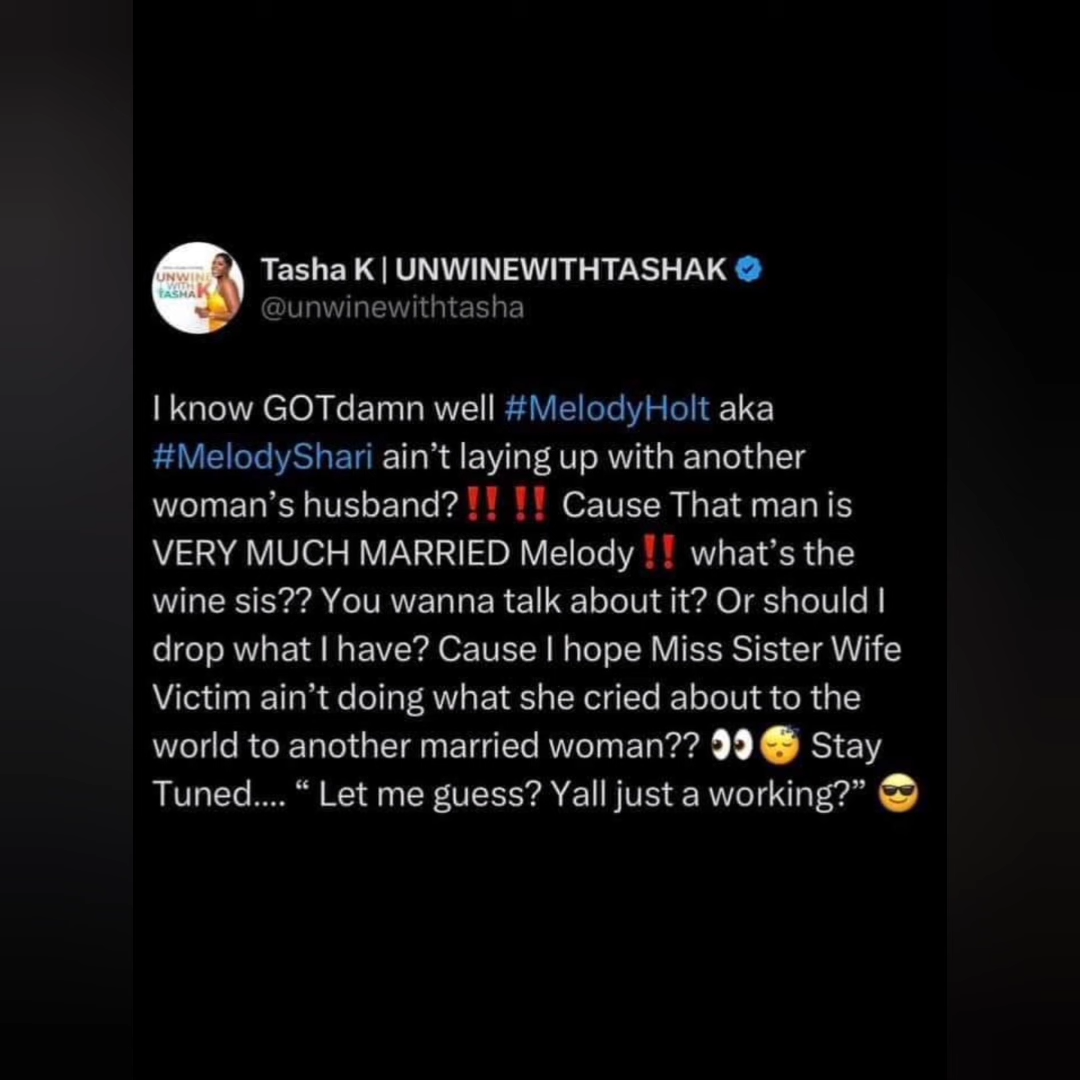 UNWINE
WITH
TASHAK
Tasha K | UNWINEWITHTASHAK
@unwinewithtasha
I know GOTdamn well #MelodyHolt aka
#MelodyShari ain’t laying up with another
woman’s husband?‼️ ‼️ Cause That man is
VERY MUCH MARRIED Melody‼️ what’s the
wine sis?? You wanna talk about it? Or should I
drop what I have? Cause I hope Miss Sister Wife
Victim ain’t doing what she cried about to the
world to another married woman?? 👀😴 Stay
Tuned.... “ Let me guess? Yall just a working?” 😎